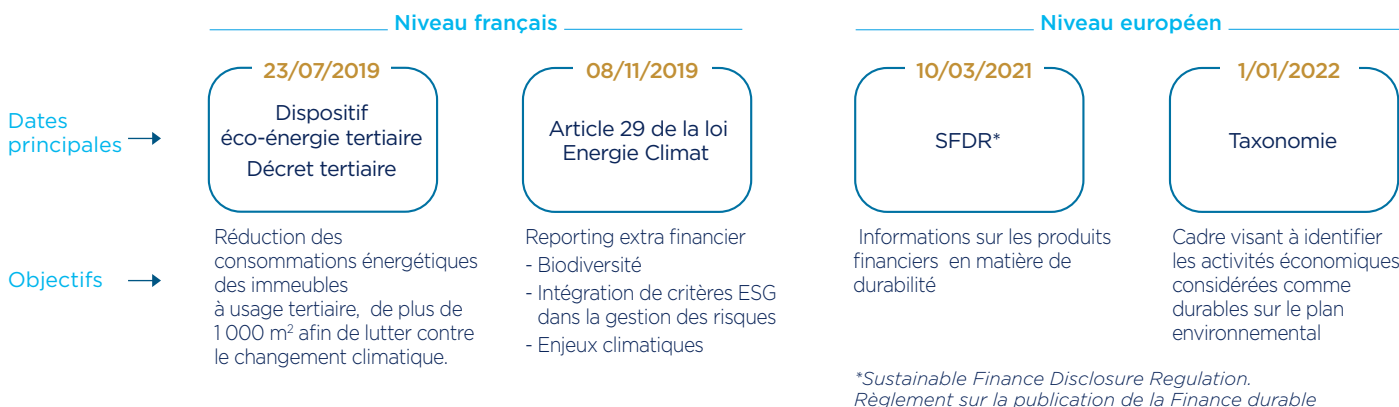 Niveau français
Niveau européen
Dates
principales
23/07/2019
Dispositif
éco-énergie tertiaire
Décret tertiaire
08/11/2019
Article 29 de la loi
Energie Climat
10/03/2021
SFDR*
1/01/2022
Taxonomie
Objectifs
Réduction des
consommations énergétiques
des immeubles
à usage tertiaire, de plus de
1 000 m² afin de lutter contre
le changement climatique.
Reporting extra financier
- Biodiversité
- Intégration de critères ESG
dans la gestion des risques
- Enjeux climatiques
Informations sur les produits
financiers en matière de
durabilité
Cadre visant à identifier
les activités économiques
considérées comme
durables sur le plan
environnemental
*Sustainable Finance Disclosure Regulation.
Règlement sur la publication de la Finance durable